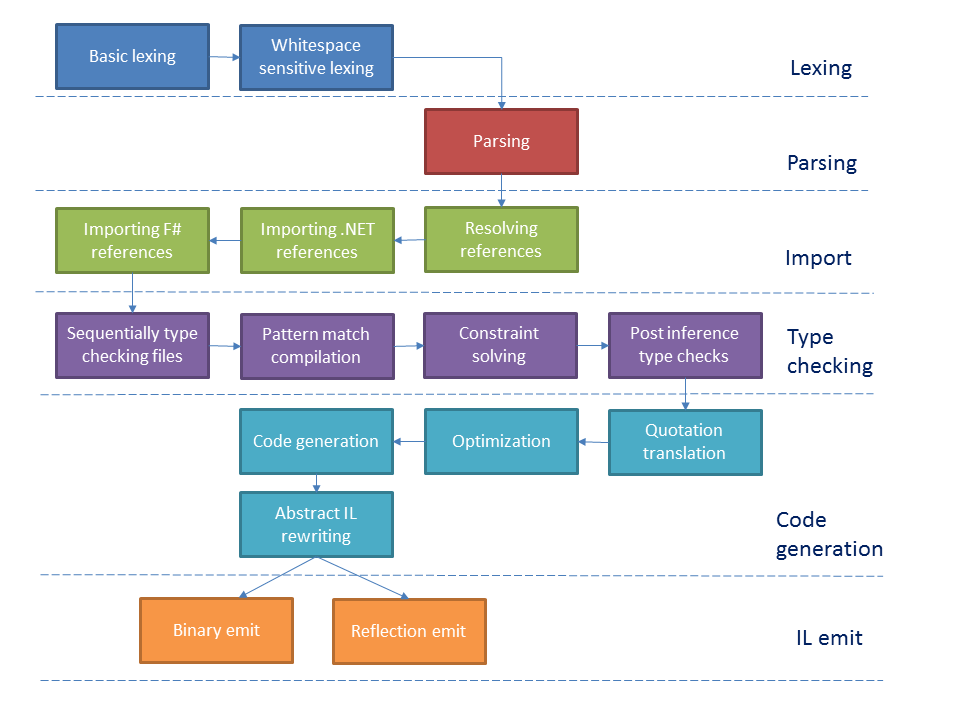 Basic lexing
Whitespace
sensitive lexing
Lexing
Parsing
Parsing
Importing F#
references
Importing .NET
references
Resolving
references
Import
Sequentially type
checking files
Pattern match
compilation
Constraint
solving
Post inference
type checks
Type
checking
Code generation
Optimization
Quotation
translation
Abstract IL
rewriting
Code
generation
Binary emit
Reflection emit
IL emit